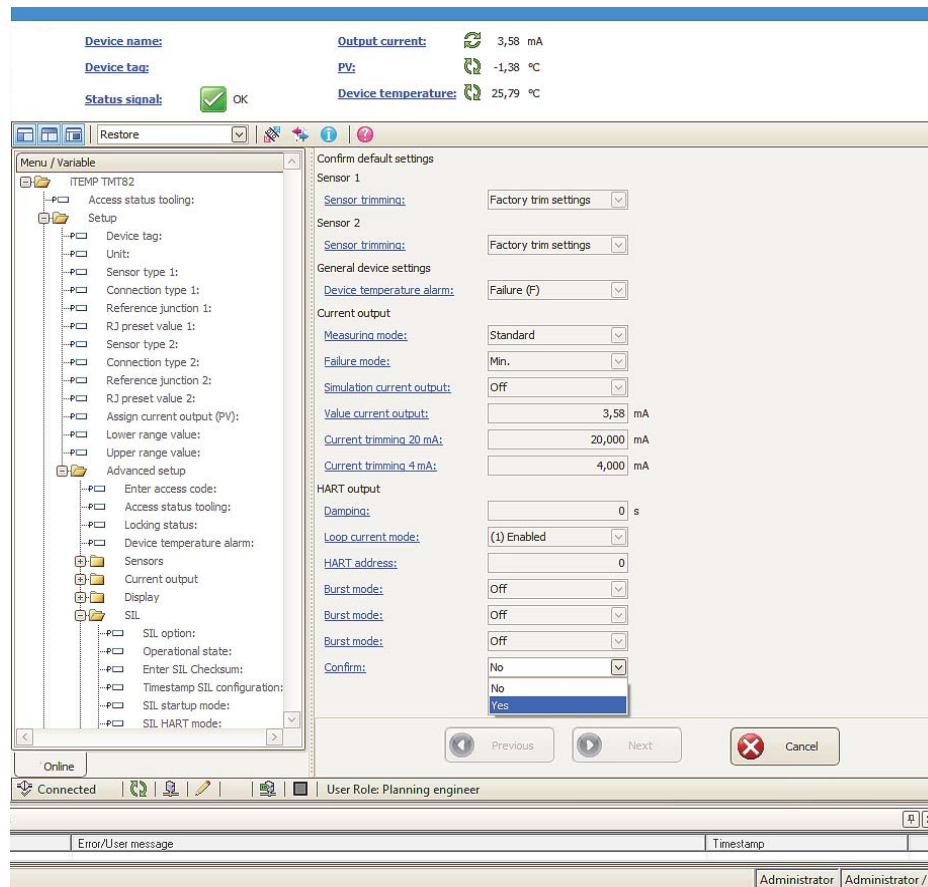 Device name:
Output current: 3,58 mA
Device tag:
PV: -1,38 °C
Status signal: OK
Device temperature: 25,79 °C
Restore
Menu / Variable
iTEMP TMT82
Access status tooling:
Setup
Device tag:
Unit:
Sensor type 1:
Connection type 1:
Reference junction 1:
RJ preset value 1:
Sensor type 2:
Connection type 2:
Reference junction 2:
RJ preset value 2:
Assign current output (PV):
Lower range value:
Upper range value:
Advanced setup
Enter access code:
Access status tooling:
Locking status:
Device temperature alarm:
Sensors
Current output
Display
SIL
SIL option:
Operational state:
Enter SIL Checksum:
Timestamp SIL configuration:
SIL startup mode:
SIL HART mode:
Online
Confirm default settings
Sensor 1
Sensor trimming: Factory trim settings
Sensor 2
Sensor trimming: Factory trim settings
General device settings
Device temperature alarm: Failure (F)
Current output
Measuring mode: Standard
Failure mode: Min.
Simulation current output: Off
Value current output: 3,58 mA
Current trimming 20 mA: 20,000 mA
Current trimming 4 mA: 4,000 mA
HART output
Damping: 0 s
Loop current mode: (1) Enabled
HART address: 0
Burst mode: Off
Burst mode: Off
Burst mode: Off
Confirm: No
No
Yes
Previous Next Cancel
Connected User Role: Planning engineer
Error/User message Timestamp
Administrator Administrator /